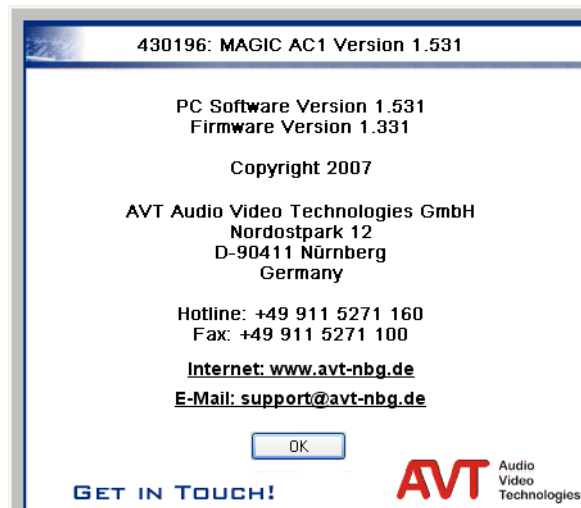 430196: MAGIC AC1 Version 1.531
PC Software Version 1.531
Firmware Version 1.331
Copyright 2007
AVT Audio Video Technologies GmbH
Nordostpark 12
D-90411 Nürnberg
Germany
Hotline: +49 911 5271 160
Fax: +49 911 5271 100
Internet: www.avt-nbg.de
E-Mail: support@avt-nbg.de
OK
GET IN TOUCH!
AVT
Audio
Video
Technologies